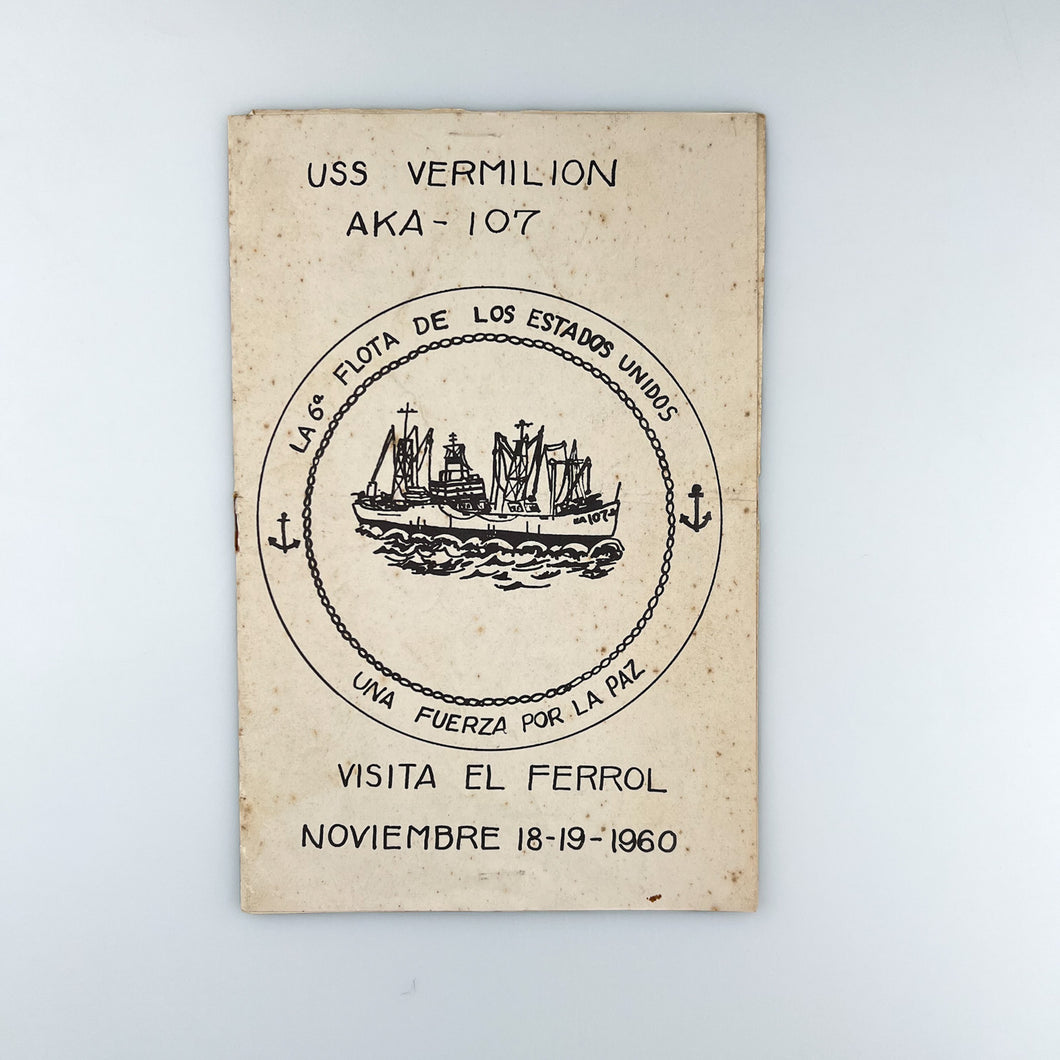 USS VERMILION
AKA-107
LA 6ª FLOTA DE LOS ESTADOS UNIDOS
107
UNA FUERZA POR LA PAZ
VISITA EL FERROL
NOVIEMBRE 18-19-1960